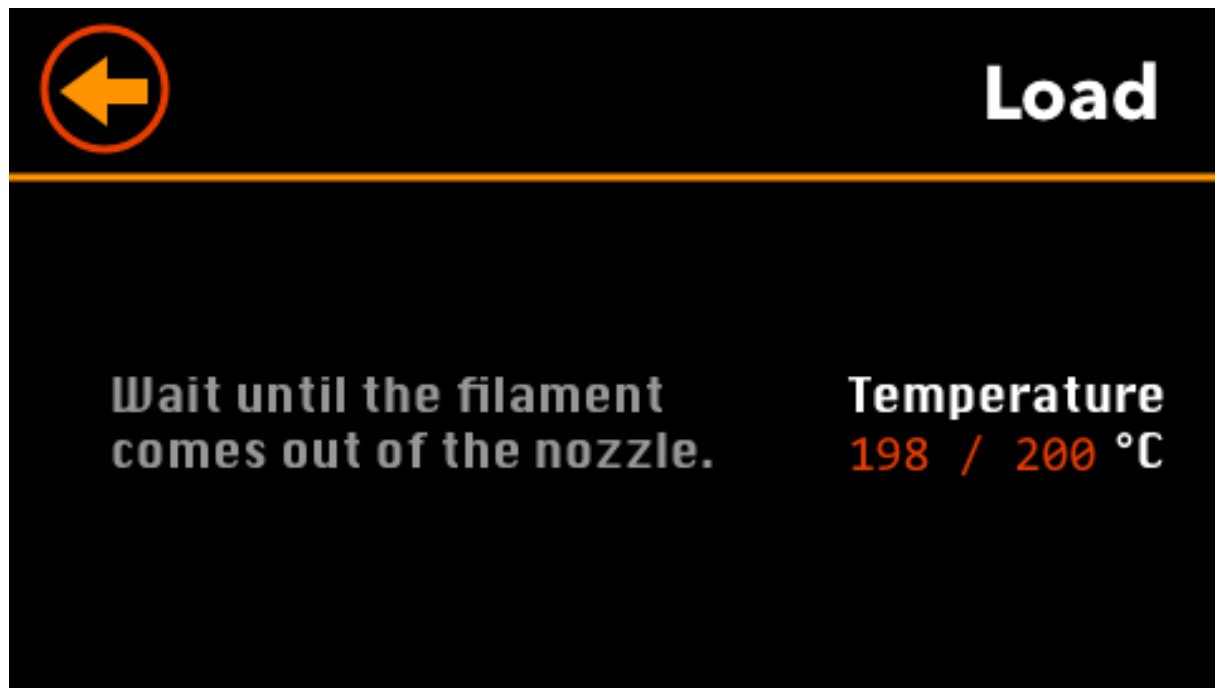 Load
Wait until the filament
comes out of the nozzle.
Temperature
198 / 200 °C